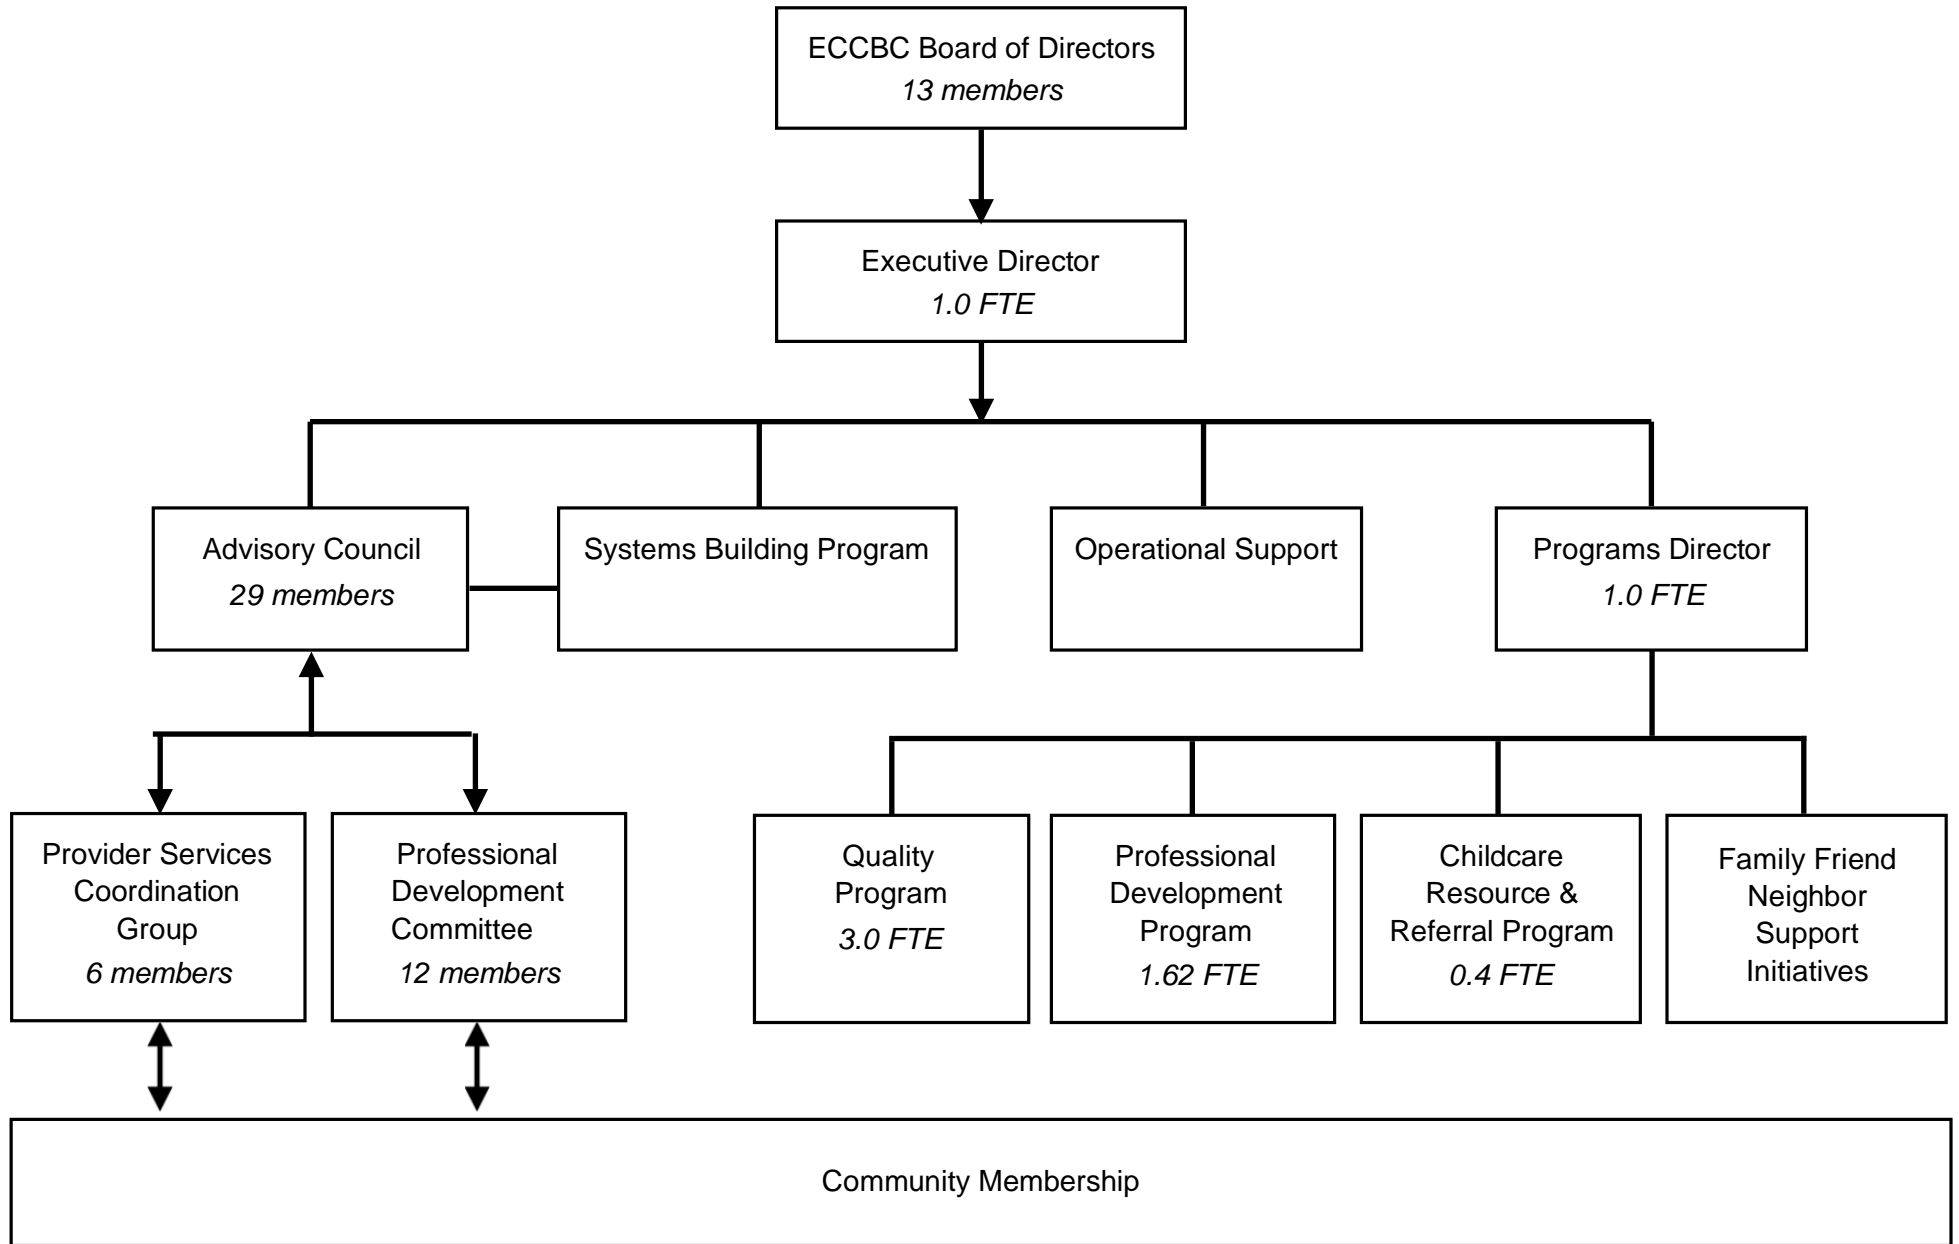 ECCBC Board of Directors
13 members
Executive Director
1.0 FTE
Advisory Council
29 members
Systems Building Program
Operational Support
Programs Director
1.0 FTE
Provider Services
Coordination
Group
6 members
Professional
Development
Committee
12 members
Quality
Program
3.0 FTE
Professional
Development
Program
1.62 FTE
Childcare
Resource &
Referral Program
0.4 FTE
Family Friend
Neighbor
Support
Initiatives
Community Membership